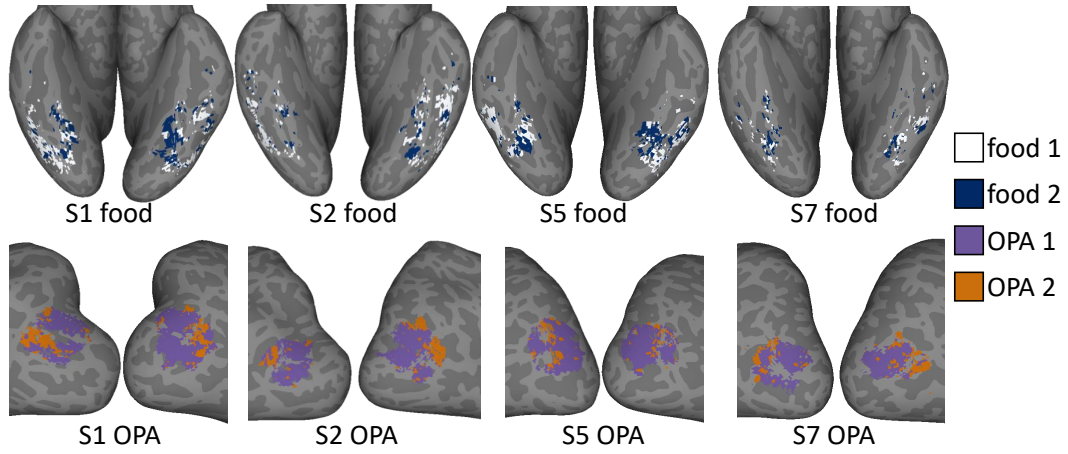 S1 food
S2 food
S5 food
S7 food
food 1
food 2
OPA 1
OPA 2
S1 OPA
S2 OPA
S5 OPA
S7 OPA